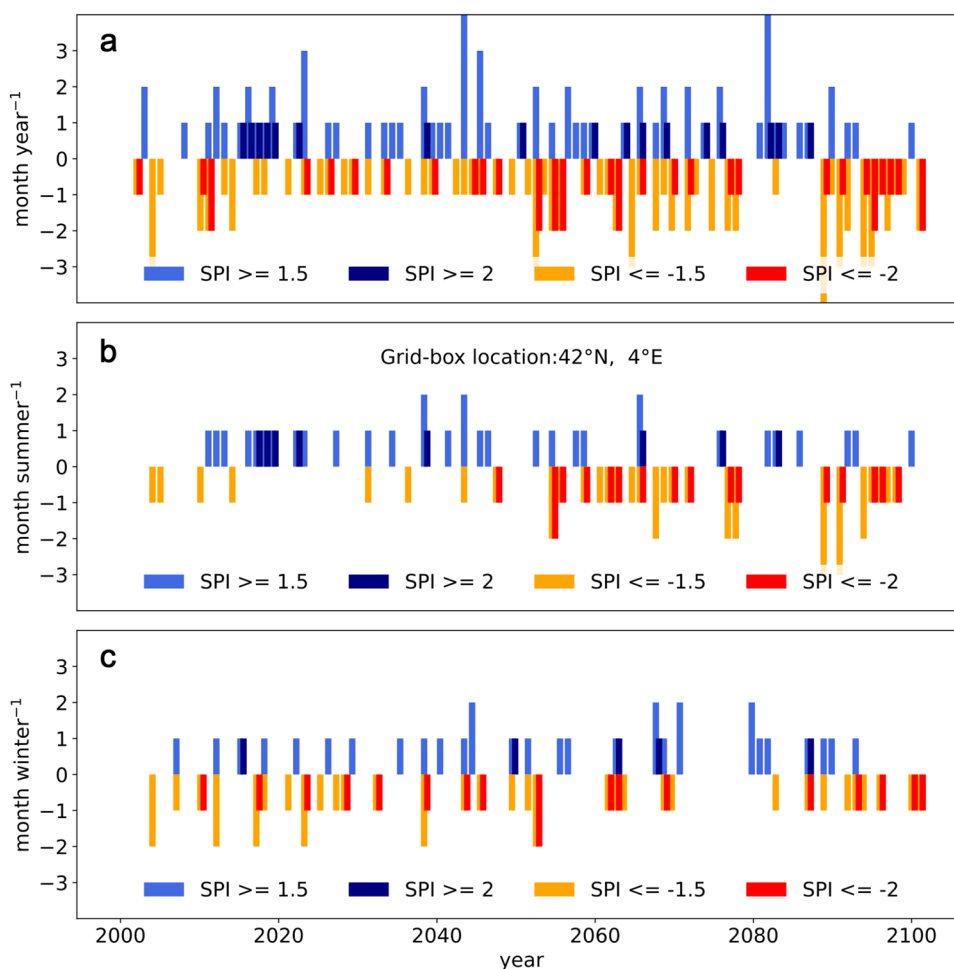 a
3
2
1
0
−1
−2
−3
month year⁻¹
SPI >= 1.5 SPI >= 2 SPI <= -1.5 SPI <= -2
b
Grid-box location:42°N, 4°E
3
2
1
0
−1
−2
−3
month summer⁻¹
SPI >= 1.5 SPI >= 2 SPI <= -1.5 SPI <= -2
c
3
2
1
0
−1
−2
−3
month winter⁻¹
SPI >= 1.5 SPI >= 2 SPI <= -1.5 SPI <= -2
2000 2020 2040 2060 2080 2100
year